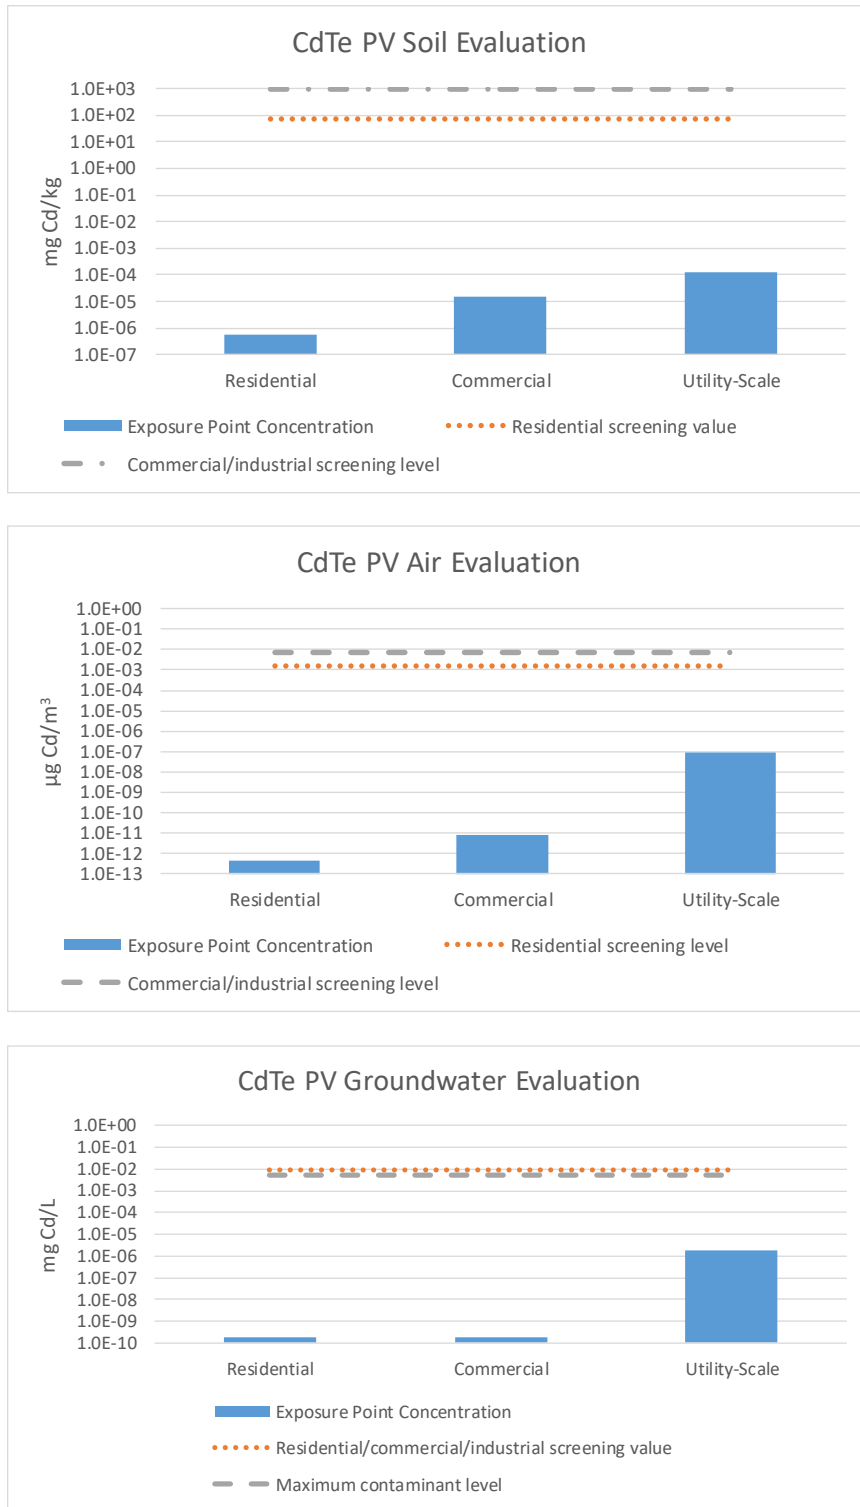 CdTe PV Soil Evaluation
1.0E+03
1.0E+02
1.0E+01
1.0E+00
1.0E-01
1.0E-02
1.0E-03
1.0E-04
1.0E-05
1.0E-06
1.0E-07
mg Cd/kg
Residential Commercial Utility-Scale
Exposure Point Concentration Residential screening value
Commercial/industrial screening level
CdTe PV Air Evaluation
1.0E+00
1.0E-01
1.0E-02
1.0E-03
1.0E-04
1.0E-05
1.0E-06
1.0E-07
1.0E-08
1.0E-09
1.0E-10
1.0E-11
1.0E-12
1.0E-13
µg Cd/m³
Residential Commercial Utility-Scale
Exposure Point Concentration Residential screening level
Commercial/industrial screening level
CdTe PV Groundwater Evaluation
1.0E+00
1.0E-01
1.0E-02
1.0E-03
1.0E-04
1.0E-05
1.0E-06
1.0E-07
1.0E-08
1.0E-09
1.0E-10
mg Cd/L
Residential Commercial Utility-Scale
Exposure Point Concentration
Residential/commercial/industrial screening value
Maximum contaminant level